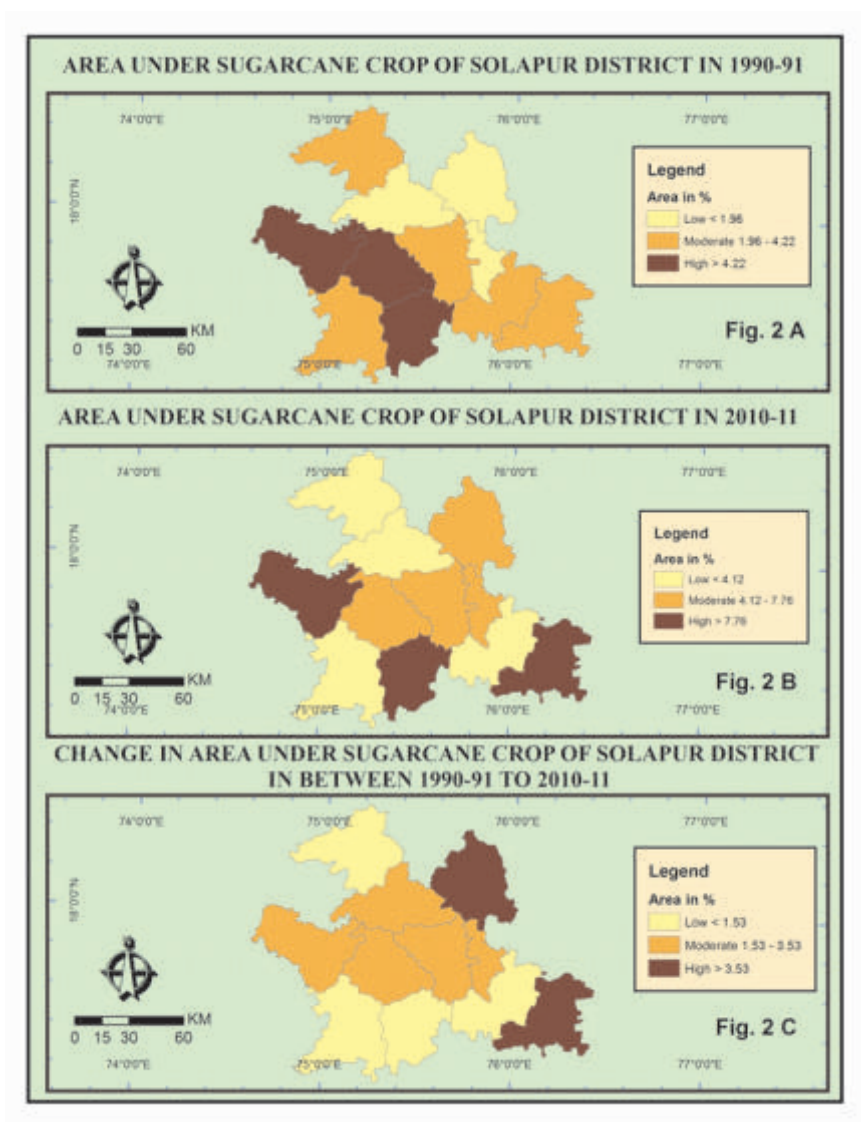 AREA UNDER SUGARCANE CROP OF SOLAPUR DISTRICT IN 1990-91
74°0'0"E 75°0'0"E 76°0'0"E 77°0'0"E
18°0'0"N
Legend
Area in %
Low < 1.96
Moderate 1.96 - 4.22
High > 4.22
KM
0 15 30 60
Fig. 2 A
74°0'0"E 75°0'0"E 76°0'0"E 77°0'0"E
AREA UNDER SUGARCANE CROP OF SOLAPUR DISTRICT IN 2010-11
74°0'0"E 75°0'0"E 76°0'0"E 77°0'0"E
18°0'0"N
Legend
Area in %
Low < 4.12
Moderate 4.12 - 7.76
High > 7.76
KM
0 15 30 60
Fig. 2 B
74°0'0"E 75°0'0"E 76°0'0"E 77°0'0"E
CHANGE IN AREA UNDER SUGARCANE CROP OF SOLAPUR DISTRICT
IN BETWEEN 1990-91 TO 2010-11
74°0'0"E 75°0'0"E 76°0'0"E 77°0'0"E
18°0'0"N
Legend
Area in %
Low < 1.53
Moderate 1.53 - 3.53
High > 3.53
KM
0 15 30 60
Fig. 2 C
74°0'0"E 75°0'0"E 76°0'0"E 77°0'0"E